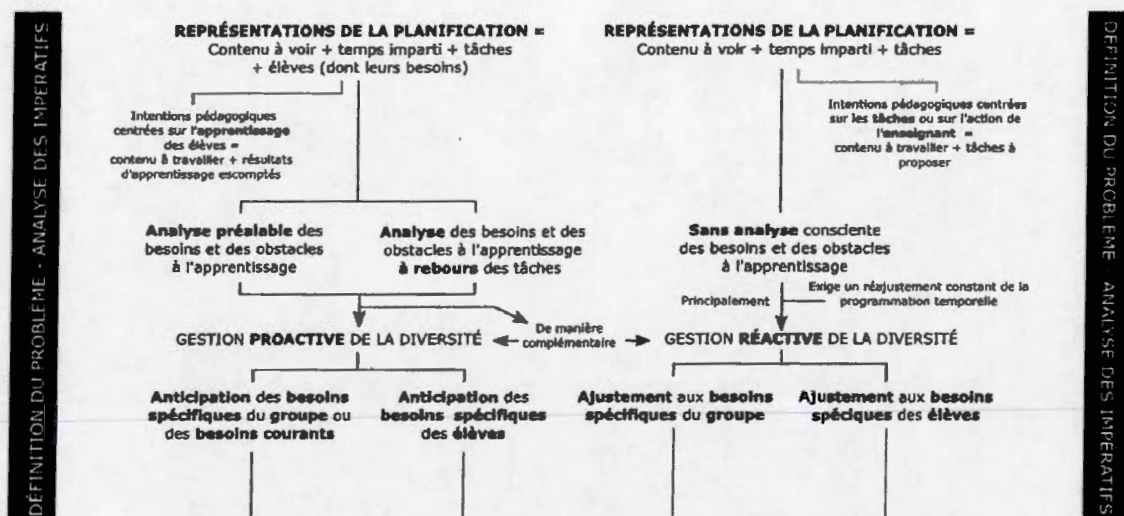 DÉFINITION DU PROBLÈME - ANALYSE DES IMPERATIFS
REPRÉSENTATIONS DE LA PLANIFICATION =
Contenu à voir + temps imparti + tâches
+ élèves (dont leurs besoins)
Intentions pédagogiques
centrées sur l'apprentissage
des élèves =
contenu à travailler + résultats
d'apprentissage escomptés
Analyse préalable des
besoins et des obstacles
à l'apprentissage
Analyse des besoins et des
obstacles à l'apprentissage
à rebours des tâches
GESTION PROACTIVE DE LA DIVERSITÉ
De manière
complémentaire
Anticipation des besoins
spécifiques du groupe ou
des besoins courants
Anticipation des
besoins spécifiques
des élèves
REPRÉSENTATIONS DE LA PLANIFICATION =
Contenu à voir + temps imparti + tâches
Intentions pédagogiques centrées
sur les tâches ou sur l'action de
l'enseignant =
contenu à travailler + tâches à
proposer
Sans analyse consciente
des besoins et des obstacles
à l'apprentissage
Principalement
Exige un réajustement constant de la
programmation temporelle
GESTION RÉACTIVE DE LA DIVERSITÉ
Ajustement aux besoins
spécifiques du groupe
Ajustement aux besoins
spéciques des élèves
DEFINITION DU PROBLEME - ANALYSE DES IMPERATIFS